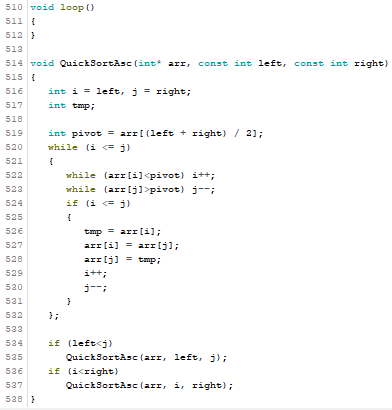 510 void loop()
511 {
512 }
513
514 void QuickSortAsc(int* arr, const int left, const int right)
515 {
516 int i = left, j = right;
517 int tmp;
518
519 int pivot = arr[(left + right) / 2];
520 while (i <= j)
521 {
522 while (arr[i]<pivot) i++;
523 while (arr[j]>pivot) j--;
524 if (i <= j)
525 {
526 tmp = arr[i];
527 arr[i] = arr[j];
528 arr[j] = tmp;
529 i++;
530 j--;
531 }
532 };
533
534 if (left<j)
535 QuickSortAsc(arr, left, j);
536 if (i<right)
537 QuickSortAsc(arr, i, right);
538 }